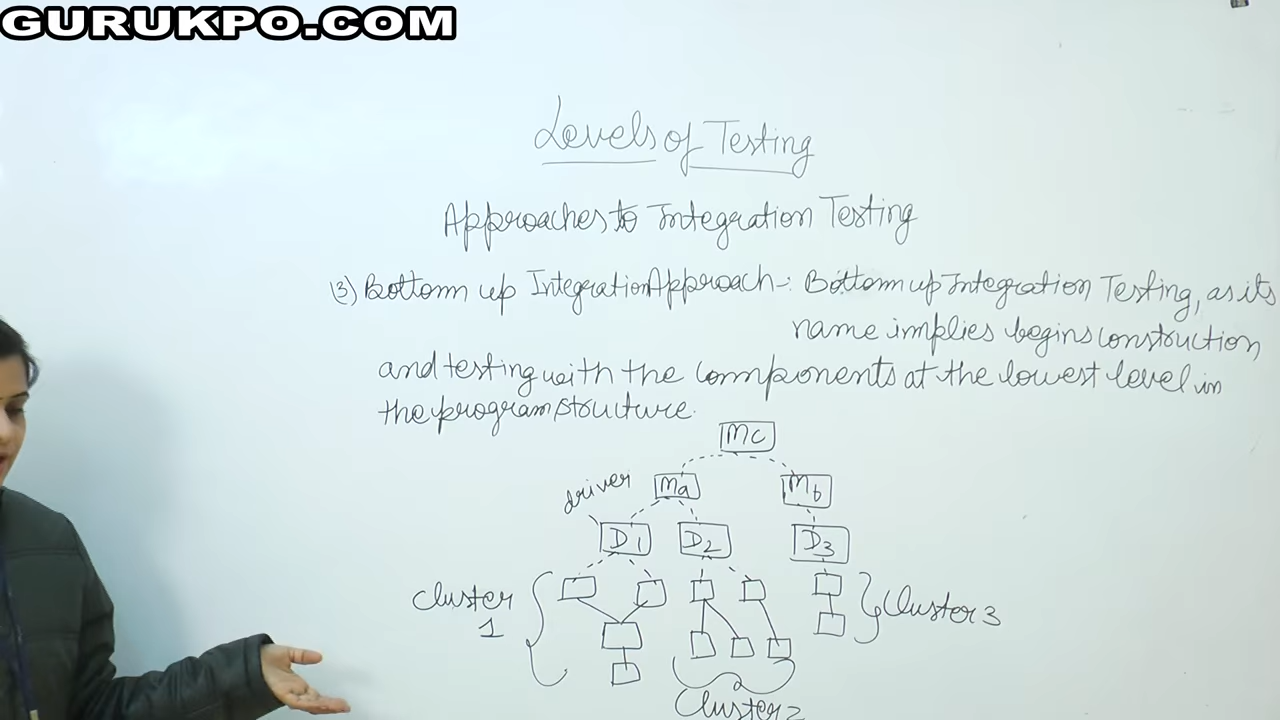 GURUKPO.COM
Levels of Testing
Approaches to Integration Testing
(3) Bottom up Integration Approach-: Bottom up Integration Testing, as its
name implies begins construction
and testing with the components at the lowest level in
the program structure.
Mc
driver Ma Mb
D1 D2 D3
Cluster 1
Cluster 3
Cluster 2